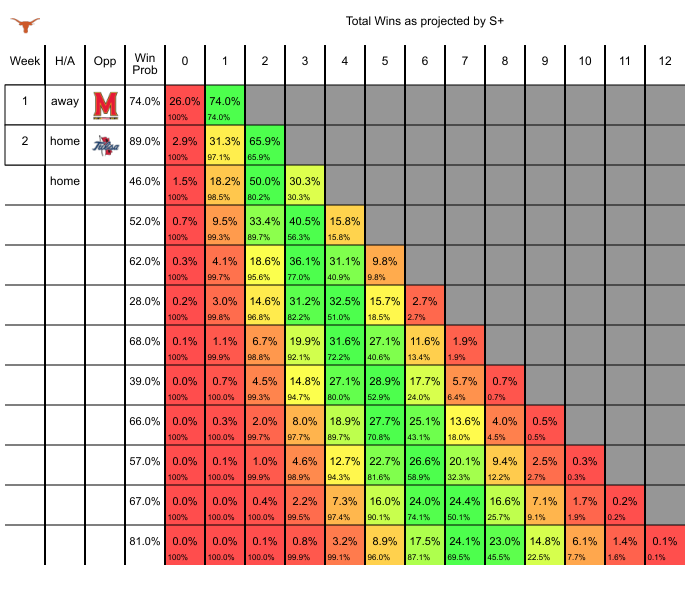 Total Wins as projected by S+
Week H/A Opp Win Prob 0 1 2 3 4 5 6 7 8 9 10 11 12
1 away M 74.0% 26.0% 74.0%
100% 74.0%
2 home Tulsa 89.0% 2.9% 31.3% 65.9%
100% 97.1% 65.9%
home 46.0% 1.5% 18.2% 50.0% 30.3%
100% 98.5% 80.2% 30.3%
52.0% 0.7% 9.5% 33.4% 40.5% 15.8%
100% 99.3% 89.7% 56.3% 15.8%
62.0% 0.3% 4.1% 18.6% 36.1% 31.1% 9.8%
100% 99.7% 95.6% 77.0% 40.9% 9.8%
28.0% 0.2% 3.0% 14.6% 31.2% 32.5% 15.7% 2.7%
100% 99.8% 96.8% 82.2% 51.0% 18.5% 2.7%
68.0% 0.1% 1.1% 6.7% 19.9% 31.6% 27.1% 11.6% 1.9%
100% 99.9% 98.8% 92.1% 72.2% 40.6% 13.4% 1.9%
39.0% 0.0% 0.7% 4.5% 14.8% 27.1% 28.9% 17.7% 5.7% 0.7%
100% 100.0% 99.3% 94.7% 80.0% 52.9% 24.0% 6.4% 0.7%
66.0% 0.0% 0.3% 2.0% 8.0% 18.9% 27.7% 25.1% 13.6% 4.0% 0.5%
100% 100.0% 99.7% 97.7% 89.7% 70.8% 43.1% 18.0% 4.5% 0.5%
57.0% 0.0% 0.1% 1.0% 4.6% 12.7% 22.7% 26.6% 20.1% 9.4% 2.5% 0.3%
100% 100.0% 99.9% 98.9% 94.3% 81.6% 58.9% 32.3% 12.2% 2.7% 0.3%
67.0% 0.0% 0.0% 0.4% 2.2% 7.3% 16.0% 24.0% 24.4% 16.6% 7.1% 1.7% 0.2%
100% 100.0% 100.0% 99.5% 97.4% 90.1% 74.1% 50.1% 25.7% 9.1% 1.9% 0.2%
81.0% 0.0% 0.0% 0.1% 0.8% 3.2% 8.9% 17.5% 24.1% 23.0% 14.8% 6.1% 1.4% 0.1%
100% 100.0% 100.0% 99.9% 99.1% 96.0% 87.1% 69.5% 45.5% 22.5% 7.7% 1.6% 0.1%